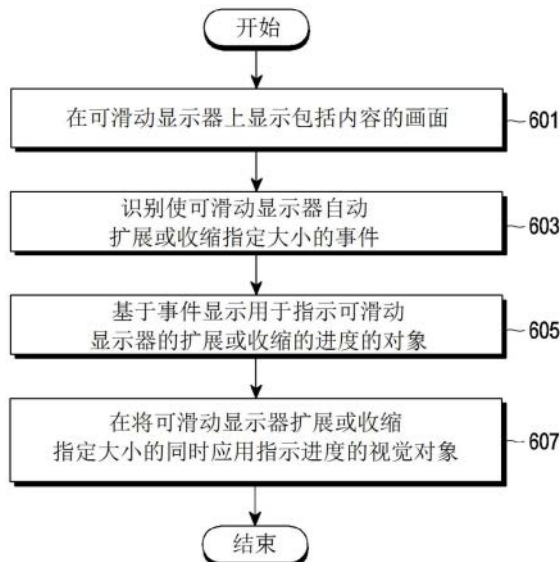 开始
在可滑动显示器上显示包括内容的画面
601
识别使可滑动显示器自动
扩展或收缩指定大小的事件
603
基于事件显示用于指示可滑动
显示器的扩展或收缩的进度的对象
605
在将可滑动显示器扩展或收缩
指定大小的同时应用指示进度的视觉对象
607
结束